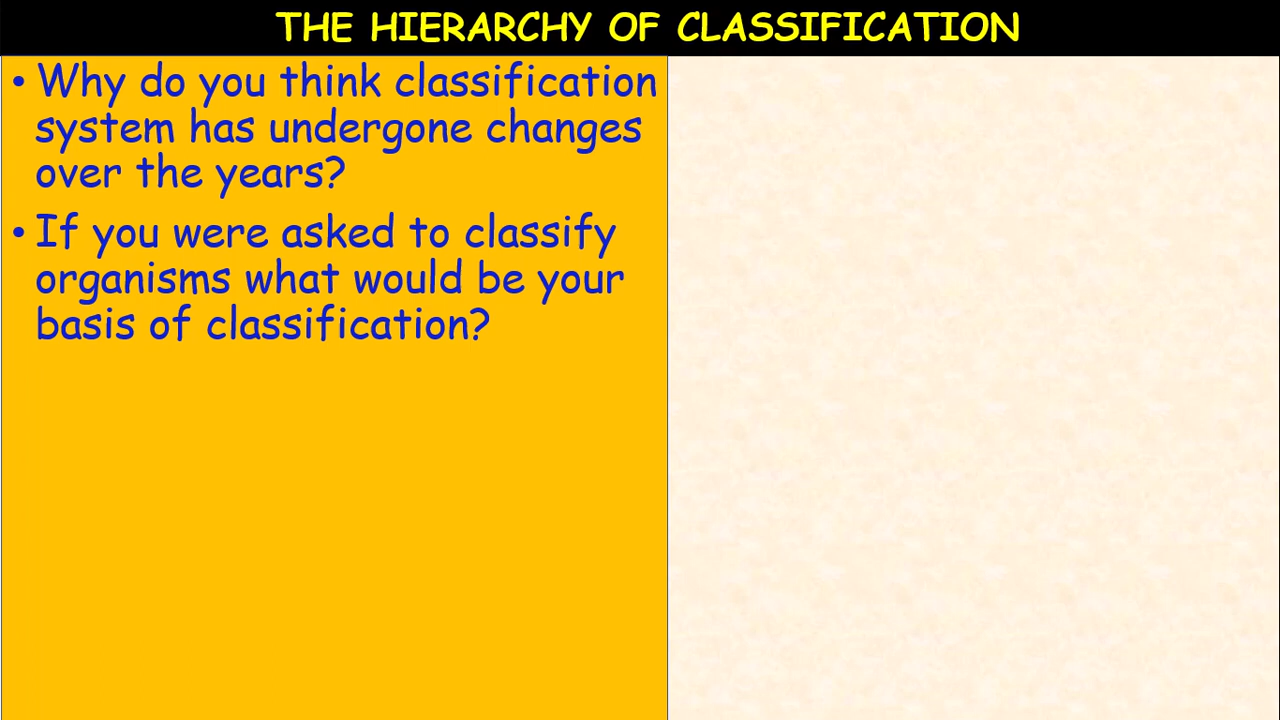 THE HIERARCHY OF CLASSIFICATION
• Why do you think classification
system has undergone changes
over the years?
• If you were asked to classify
organisms what would be your
basis of classification?